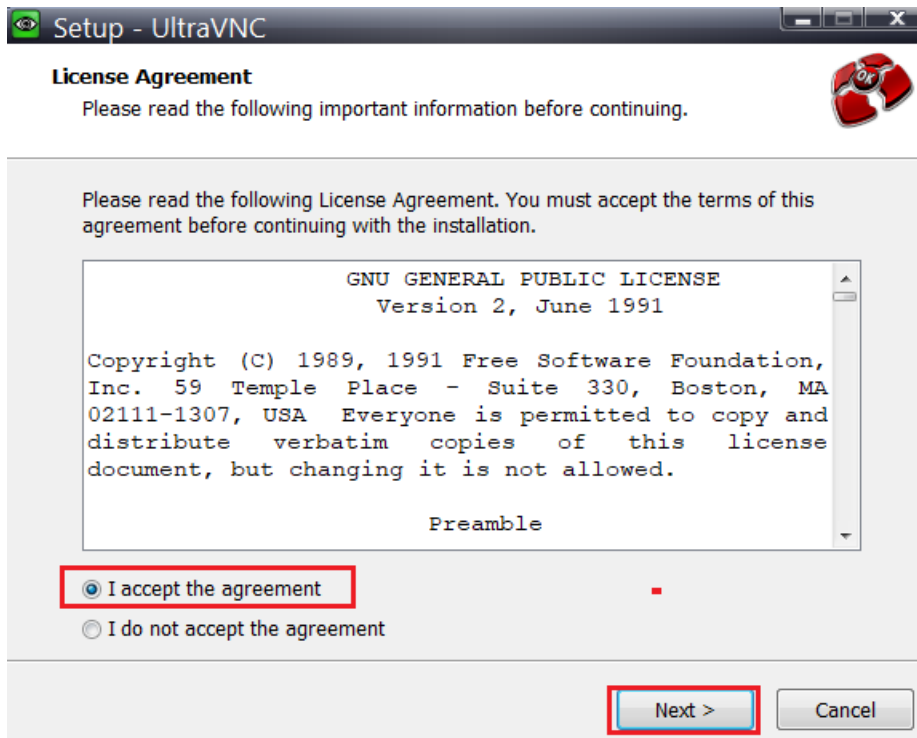 Setup - UltraVNC
X
License Agreement
Please read the following important information before continuing.
OK
Please read the following License Agreement. You must accept the terms of this
agreement before continuing with the installation.
GNU GENERAL PUBLIC LICENSE
Version 2, June 1991
Copyright (C) 1989, 1991 Free Software Foundation,
Inc. 59 Temple Place - Suite 330, Boston, MA
02111-1307, USA Everyone is permitted to copy and
distribute verbatim copies of this license
document, but changing it is not allowed.
Preamble
I accept the agreement
I do not accept the agreement
Next >
Cancel